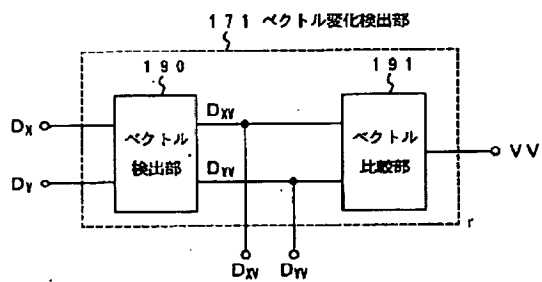 171 ベクトル変化検出部
190
191
DX
DXV
ベクトル
検出部
ベクトル
比較部
VV
DY
DYV
DXV DYV